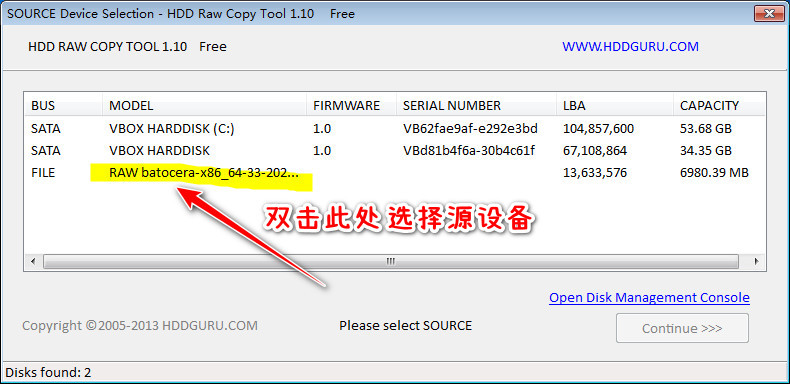 SOURCE Device Selection - HDD Raw Copy Tool 1.10 Free
HDD RAW COPY TOOL 1.10 Free WWW.HDDGURU.COM
BUS MODEL FIRMWARE SERIAL NUMBER LBA CAPACITY
SATA VBOX HARDDISK (C:) 1.0 VB62fae9af-e292e3bd 104,857,600 53.68 GB
SATA VBOX HARDDISK 1.0 VBd81b4f6a-30b4c61f 67,108,864 34.35 GB
FILE RAW batocera-x86_64-33-202... 13,633,576 6980.39 MB
双击此处选择源设备
Open Disk Management Console
Copyright ©2005-2013 HDDGURU.COM Please select SOURCE Continue >>>
Disks found: 2